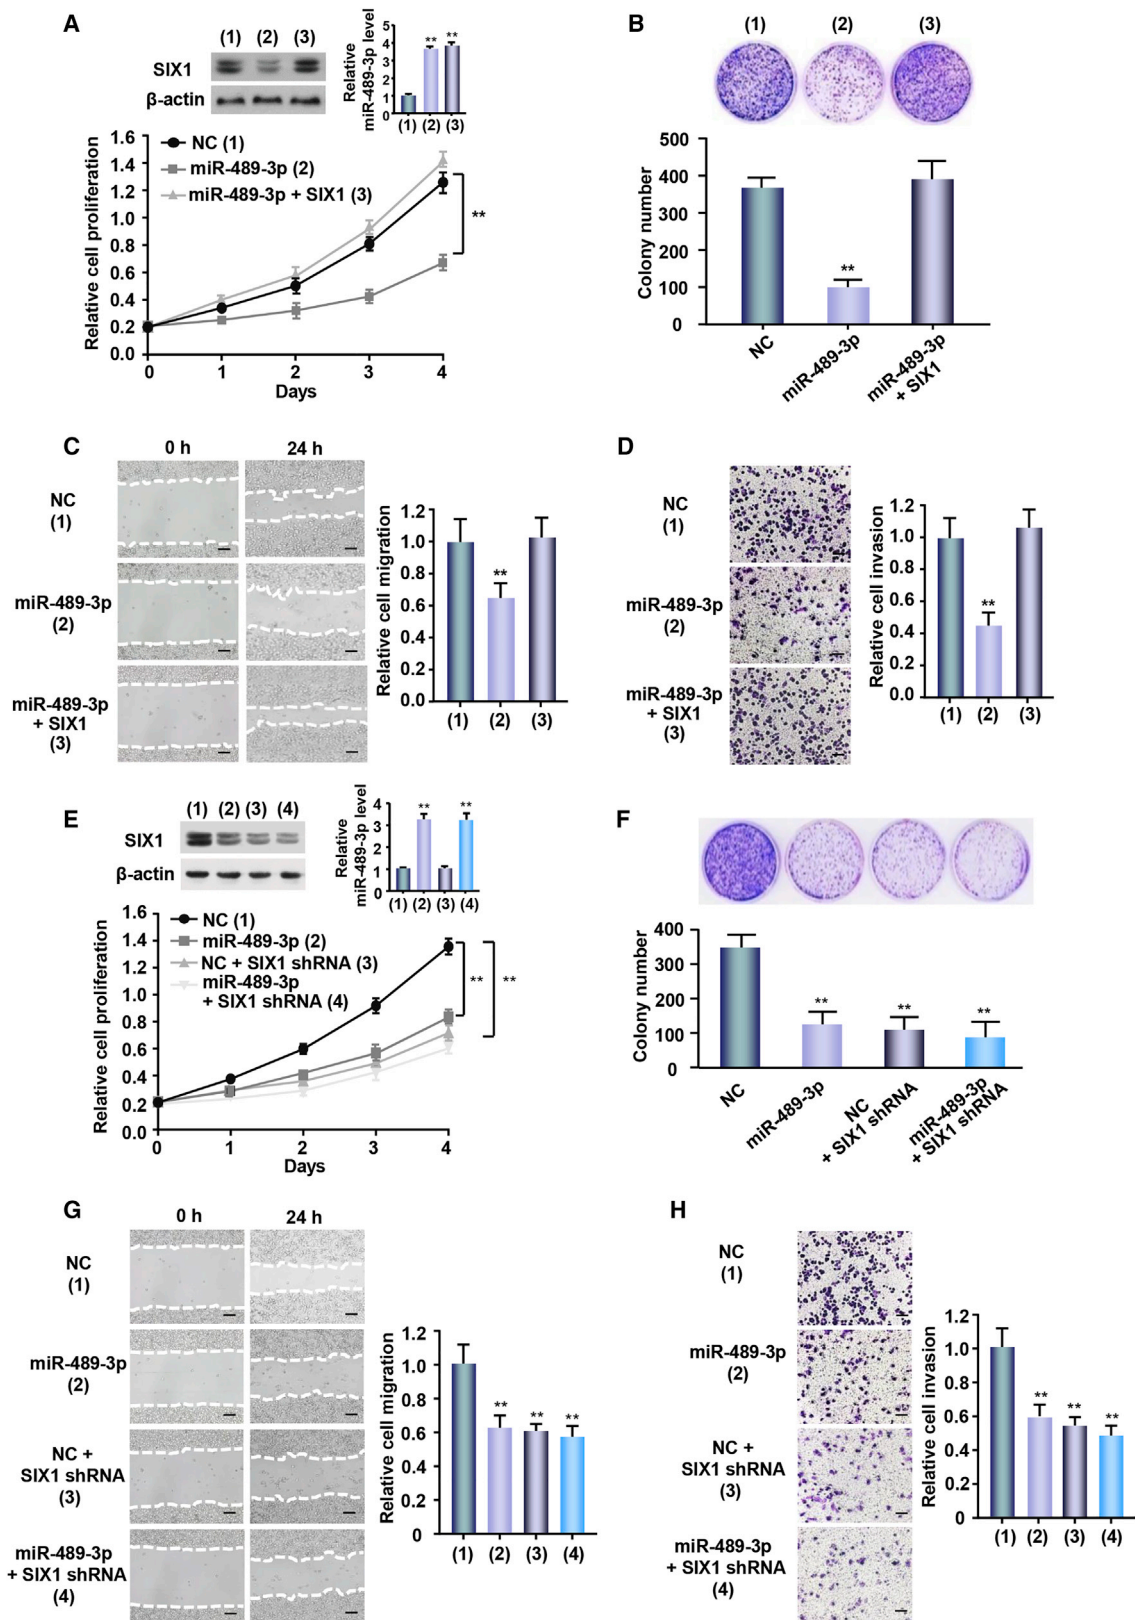 A
(1) (2) (3)
SIX1
β-actin
Relative
miR-489-3p level
5
4
3
2
1
0
** **
(1) (2) (3)
NC (1)
miR-489-3p (2)
miR-489-3p + SIX1 (3)
Relative cell proliferation
1.6
1.4
1.2
1.0
0.8
0.6
0.4
0.2
0.0
**
0 1 2 3 4
Days
B
(1) (2) (3)
Colony number
500
400
300
200
100
0
**
NC
miR-489-3p
miR-489-3p
+ SIX1
C
0 h 24 h
NC
(1)
miR-489-3p
(2)
miR-489-3p
+ SIX1
(3)
Relative cell migration
1.2
1.0
0.8
0.6
0.4
0.2
0.0
**
(1) (2) (3)
D
NC
(1)
miR-489-3p
(2)
miR-489-3p
+ SIX1
(3)
Relative cell invasion
1.2
1.0
0.8
0.6
0.4
0.2
0.0
**
(1) (2) (3)
E
(1) (2) (3) (4)
SIX1
β-actin
Relative
miR-489-3p level
4
3
2
1
0
** **
(1) (2) (3) (4)
NC (1)
miR-489-3p (2)
NC + SIX1 shRNA (3)
miR-489-3p
+ SIX1 shRNA (4)
Relative cell proliferation
1.6
1.4
1.2
1.0
0.8
0.6
0.4
0.2
0.0
** **
0 1 2 3 4
Days
F
Colony number
400
300
200
100
0
** ** **
NC
miR-489-3p
NC
+ SIX1 shRNA
miR-489-3p
+ SIX1 shRNA
G
0 h 24 h
NC
(1)
miR-489-3p
(2)
NC +
SIX1 shRNA
(3)
miR-489-3p
+ SIX1 shRNA
(4)
Relative cell migration
1.2
1.0
0.8
0.6
0.4
0.2
0
** ** **
(1) (2) (3) (4)
H
NC
(1)
miR-489-3p
(2)
NC +
SIX1 shRNA
(3)
miR-489-3p
+ SIX1 shRNA
(4)
Relative cell invasion
1.2
1.0
0.8
0.6
0.4
0.2
0
** ** **
(1) (2) (3) (4)